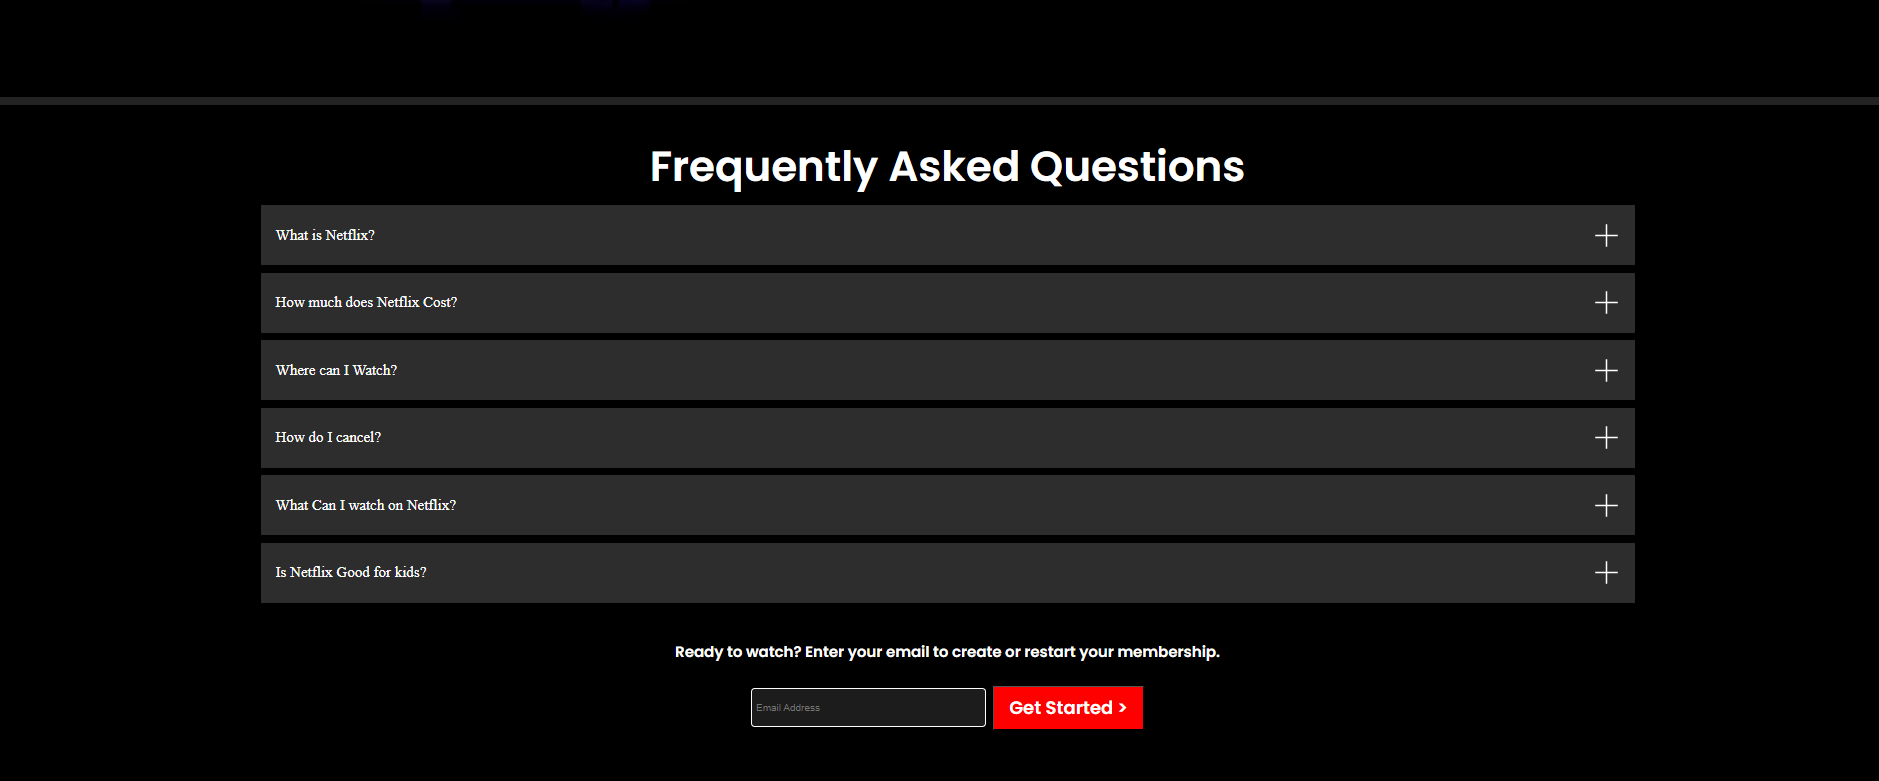 Frequently Asked Questions
What is Netflix?
How much does Netflix Cost?
Where can I Watch?
How do I cancel?
What Can I watch on Netflix?
Is Netflix Good for kids?
Ready to watch? Enter your email to create or restart your membership.
Email Address
Get Started >